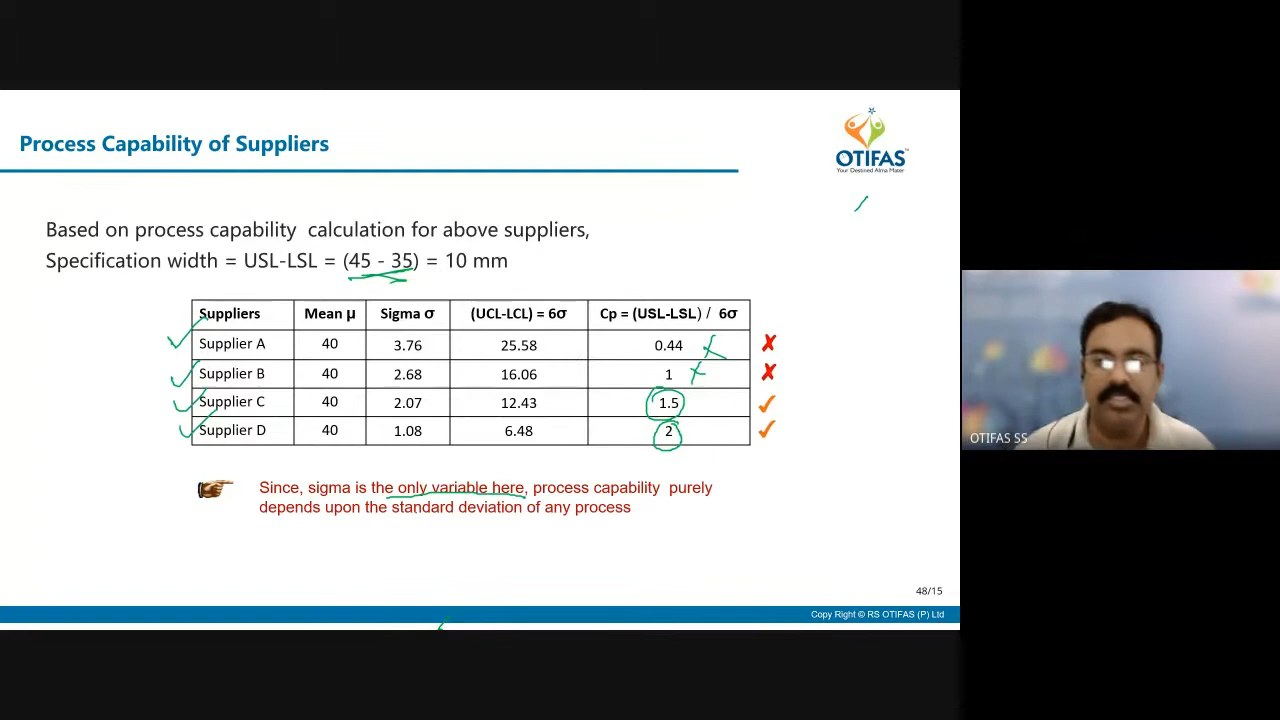 Process Capability of Suppliers
OTIFAS
Your Destined Alma Mater
Based on process capability calculation for above suppliers,
Specification width = USL-LSL = (45 - 35) = 10 mm
Suppliers Mean μ Sigma σ (UCL-LCL) = 6σ Cp = (USL-LSL) / 6σ
Supplier A 40 3.76 25.58 0.44
Supplier B 40 2.68 16.06 1
Supplier C 40 2.07 12.43 1.5
Supplier D 40 1.08 6.48 2
Since, sigma is the only variable here, process capability purely
depends upon the standard deviation of any process
48/15
Copy Right © RS OTIFAS (P) Ltd
OTIFAS SS